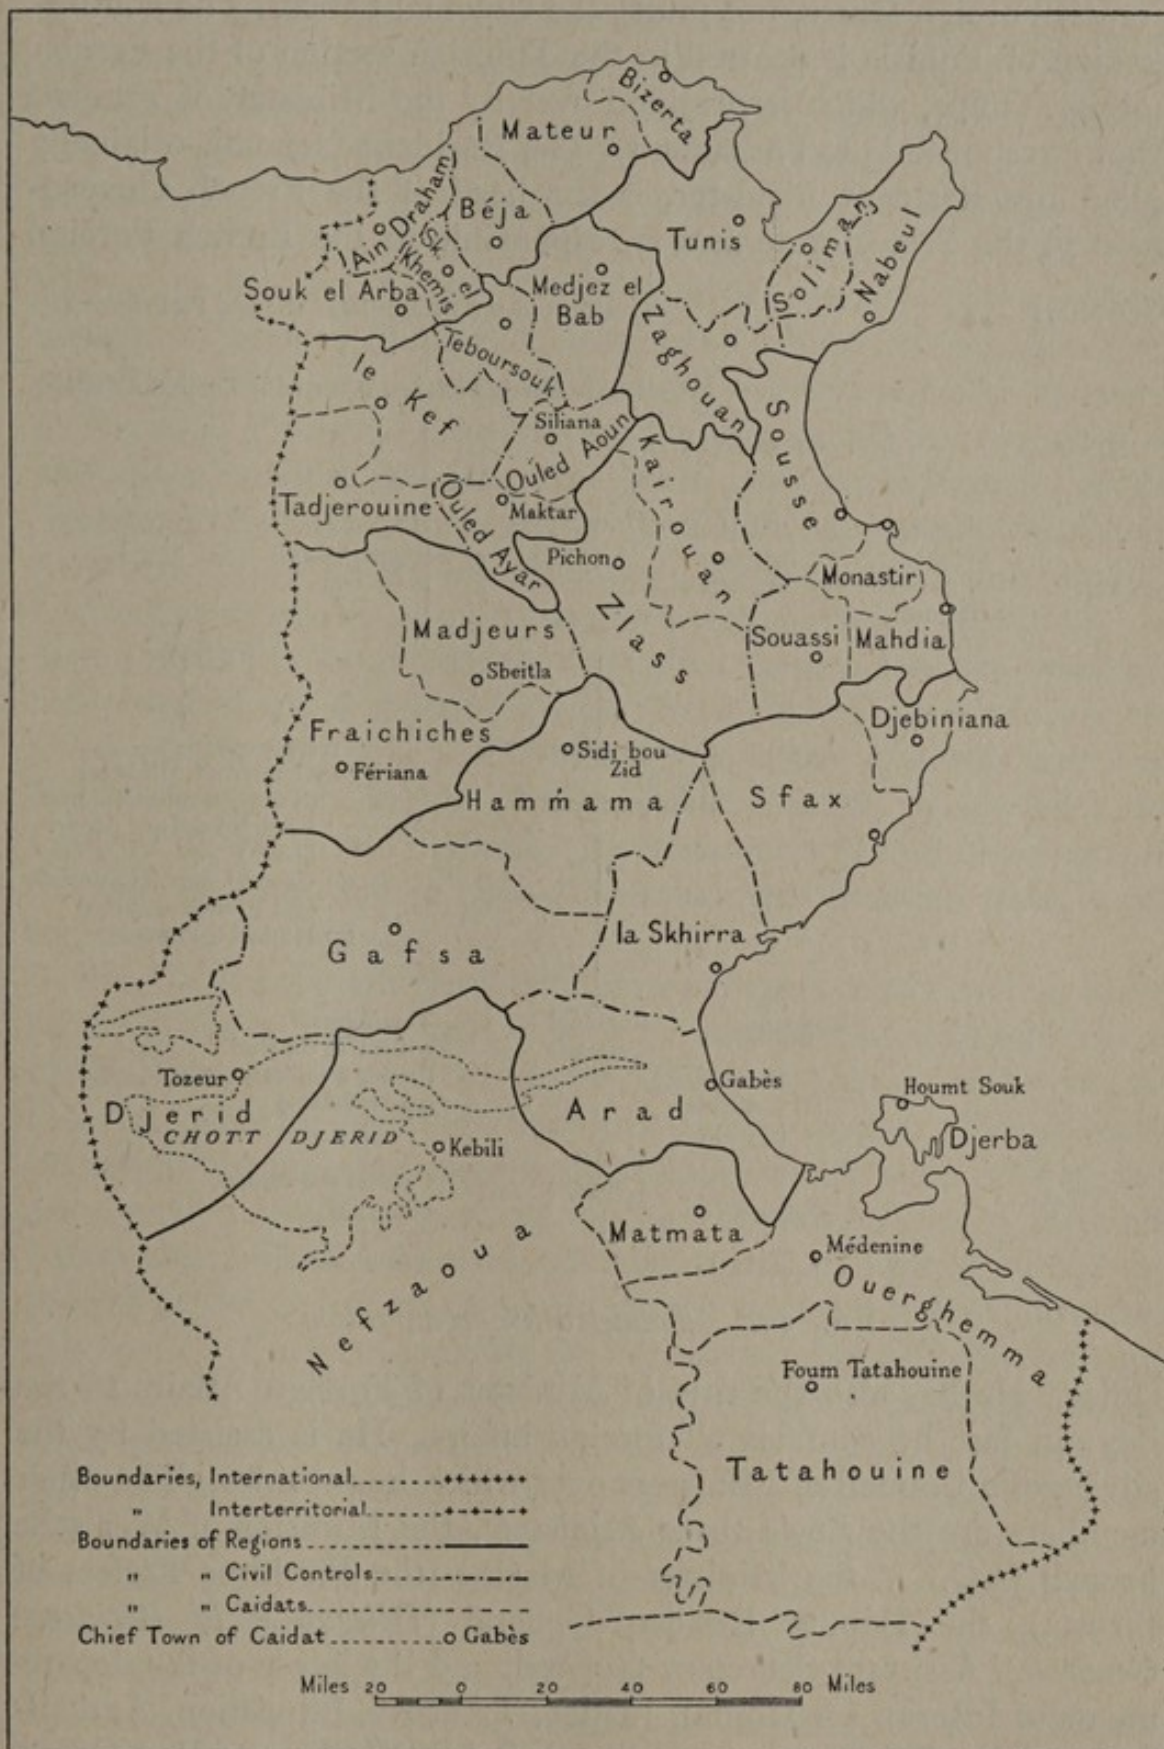 Bizerta
Mateur
Ain Draham
Béja
Sk. el
Khemis
Souk el Arba
Tunis
Soliman
Nabeul
Medjez el
Bab
Teboursouk
Zaghouan
le Kef
Siliana
Ouled Aoun
Sousse
Kairouan
Tadjerouine
Ouled Ayar
Maktar
Pichon
Monastir
Zlass
Madjeurs
Souassi
Mahdia
Sbeitla
Fraichiches
Djebiniana
Fériana
Sidi bou
Zid
Hammama
Sfax
Gafsa
la Skhirra
Tozeur
Gabès
Houmt Souk
Djerid
Arad
CHOTT DJERID
Djerba
Kebili
Matmata
Nefzaoua
Médenine
Ouerghemma
Foum Tatahouine
Tatahouine
Boundaries, International
" Interterritorial
Boundaries of Regions
" " Civil Controls
" " Caidats
Chief Town of Caidat o Gabès
Miles 20 0 20 40 60 80 Miles